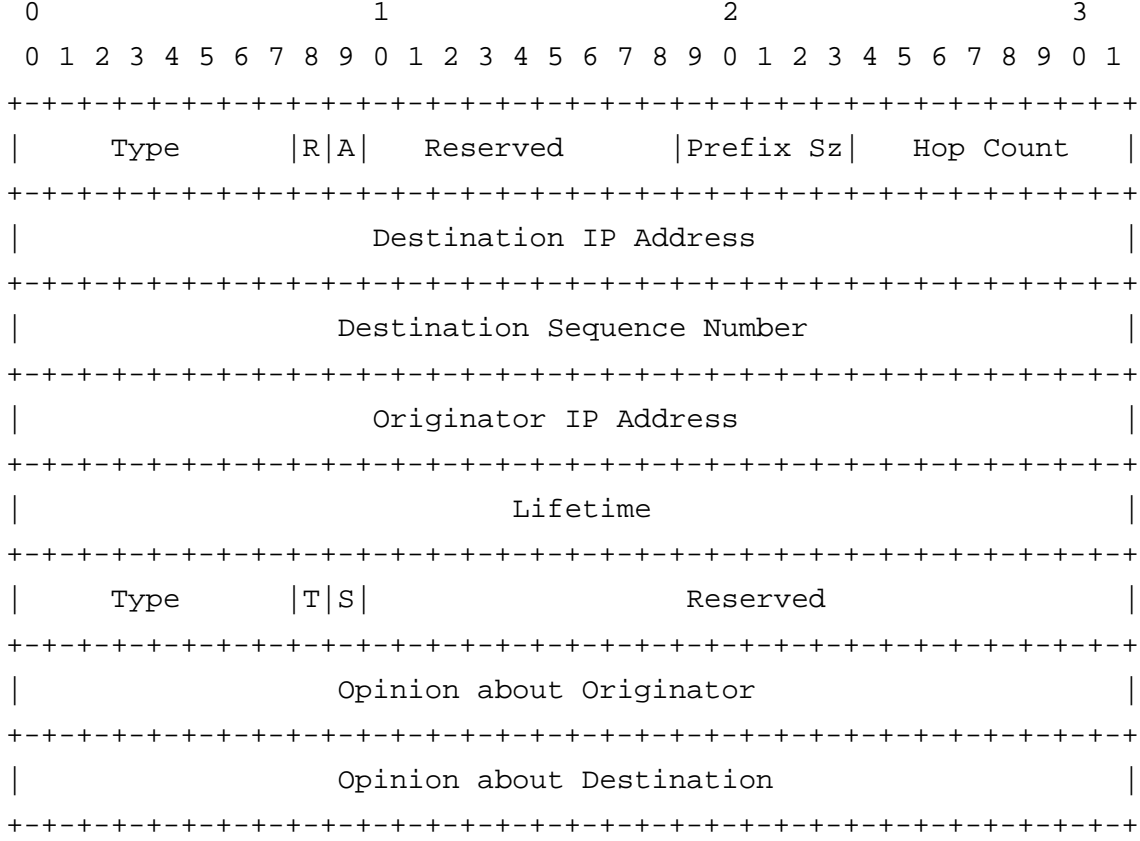 0                   1                   2                   3
0 1 2 3 4 5 6 7 8 9 0 1 2 3 4 5 6 7 8 9 0 1 2 3 4 5 6 7 8 9 0 1
+-+-+-+-+-+-+-+-+-+-+-+-+-+-+-+-+-+-+-+-+-+-+-+-+-+-+-+-+-+-+-+-+
|     Type      |R|A|   Reserved      |Prefix Sz|   Hop Count   |
+-+-+-+-+-+-+-+-+-+-+-+-+-+-+-+-+-+-+-+-+-+-+-+-+-+-+-+-+-+-+-+-+
|                    Destination IP Address                     |
+-+-+-+-+-+-+-+-+-+-+-+-+-+-+-+-+-+-+-+-+-+-+-+-+-+-+-+-+-+-+-+-+
|                  Destination Sequence Number                  |
+-+-+-+-+-+-+-+-+-+-+-+-+-+-+-+-+-+-+-+-+-+-+-+-+-+-+-+-+-+-+-+-+
|                    Originator IP Address                      |
+-+-+-+-+-+-+-+-+-+-+-+-+-+-+-+-+-+-+-+-+-+-+-+-+-+-+-+-+-+-+-+-+
|                            Lifetime                           |
+-+-+-+-+-+-+-+-+-+-+-+-+-+-+-+-+-+-+-+-+-+-+-+-+-+-+-+-+-+-+-+-+
|     Type      |T|S|                  Reserved                 |
+-+-+-+-+-+-+-+-+-+-+-+-+-+-+-+-+-+-+-+-+-+-+-+-+-+-+-+-+-+-+-+-+
|                  Opinion about Originator                     |
+-+-+-+-+-+-+-+-+-+-+-+-+-+-+-+-+-+-+-+-+-+-+-+-+-+-+-+-+-+-+-+-+
|                  Opinion about Destination                    |
+-+-+-+-+-+-+-+-+-+-+-+-+-+-+-+-+-+-+-+-+-+-+-+-+-+-+-+-+-+-+-+-+